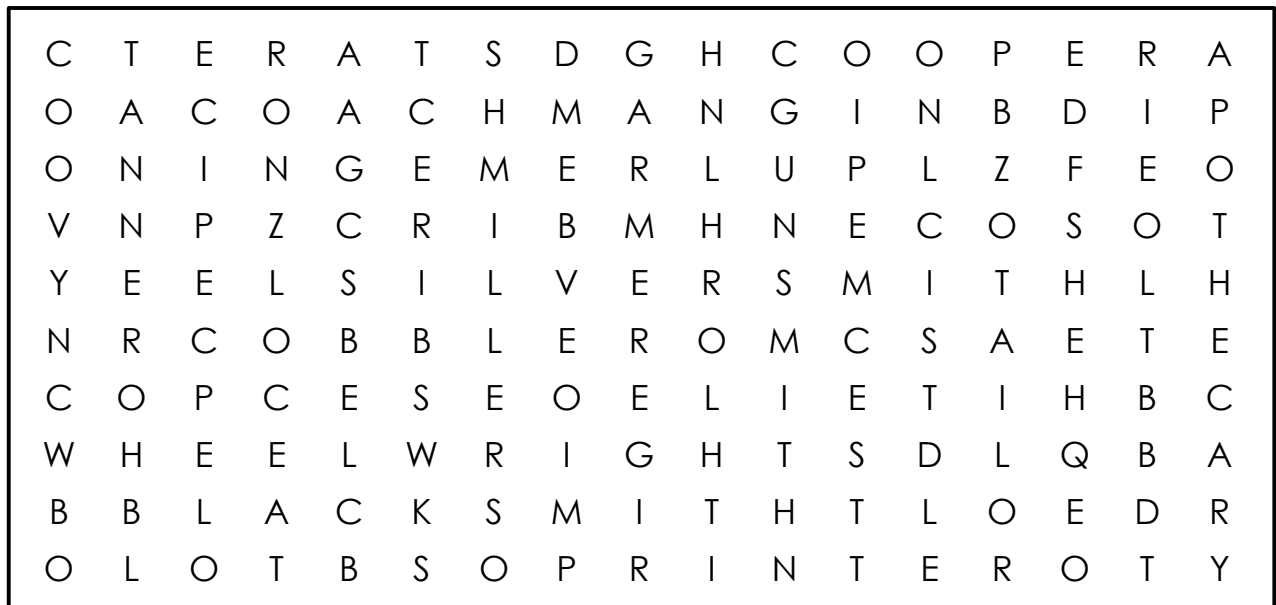 C T E R A T S D G H C O O P E R A
O A C O A C H M A N G I N B D I P
O N I N G E M E R L U P L Z F E O
V N P Z C R I B M H N E C O S O T
Y E E L S I L V E R S M I T H L H
N R C O B B L E R O M C S A E T E
C O P C E S E O E L I E T I H B C
W H E E L W R I G H T S D L Q B A
B B L A C K S M I T H T L O E D R
O L O T B S O P R I N T E R O T Y